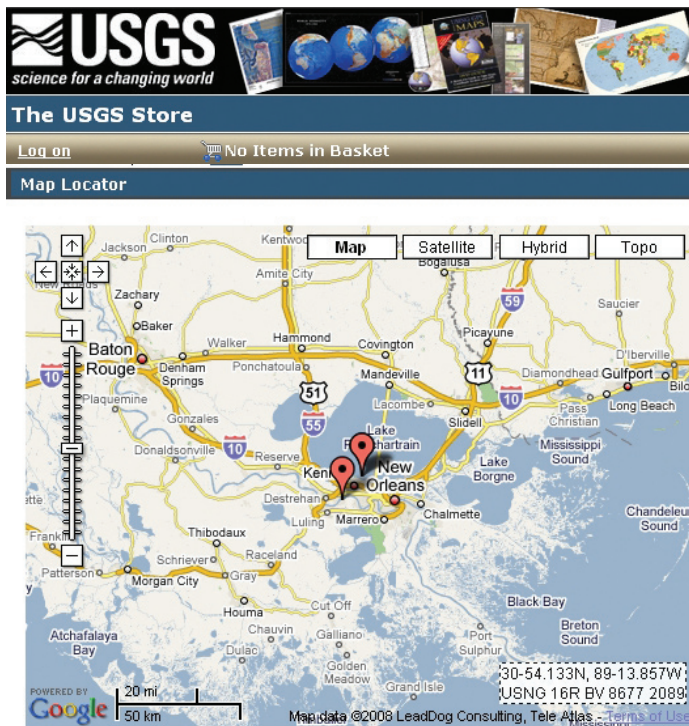 USGS
science for a changing world
MAPS
The USGS Store
Log on
No Items in Basket
Map Locator
Map
Satellite
Hybrid
Topo
Clinton
Jackson
Amite City
Bogalusa
59
Zachary
Saucier
Baker
Walker
Hammond
Covington
Picayune
D'Iberville
Baton
Rouge
Denham
Springs
Ponchatoula
Mandeville
11
Diamondhead
Gulfport
10
51
Lacombe
10
Long Beach
Plaquemine
Slidell
Pass
Christian
Gonzales
55
Lake
Donaldsonville
10
Reserve
Mississippi
Sound
New
Orleans
Lake
Borgne
Destrehan
Luling
Marrero
Chalmette
Chandeleur
Sound
Thibodaux
Schriever
Raceland
Patterson
Gray
Morgan City
Houma
Cut Off
Black Bay
Chauvin
Galliano
Port
Sulphur
Breton
Sound
Atchafalaya
Bay
Dulac
Golden
Meadow
Grand Isle
30-54.133N, 89-13.857W
USNG 16R BV 8677 2089
POWERED BY
Google
20 mi
50 km
Map data ©2008 LeadDog Consulting, Tele Atlas - Terms of Use